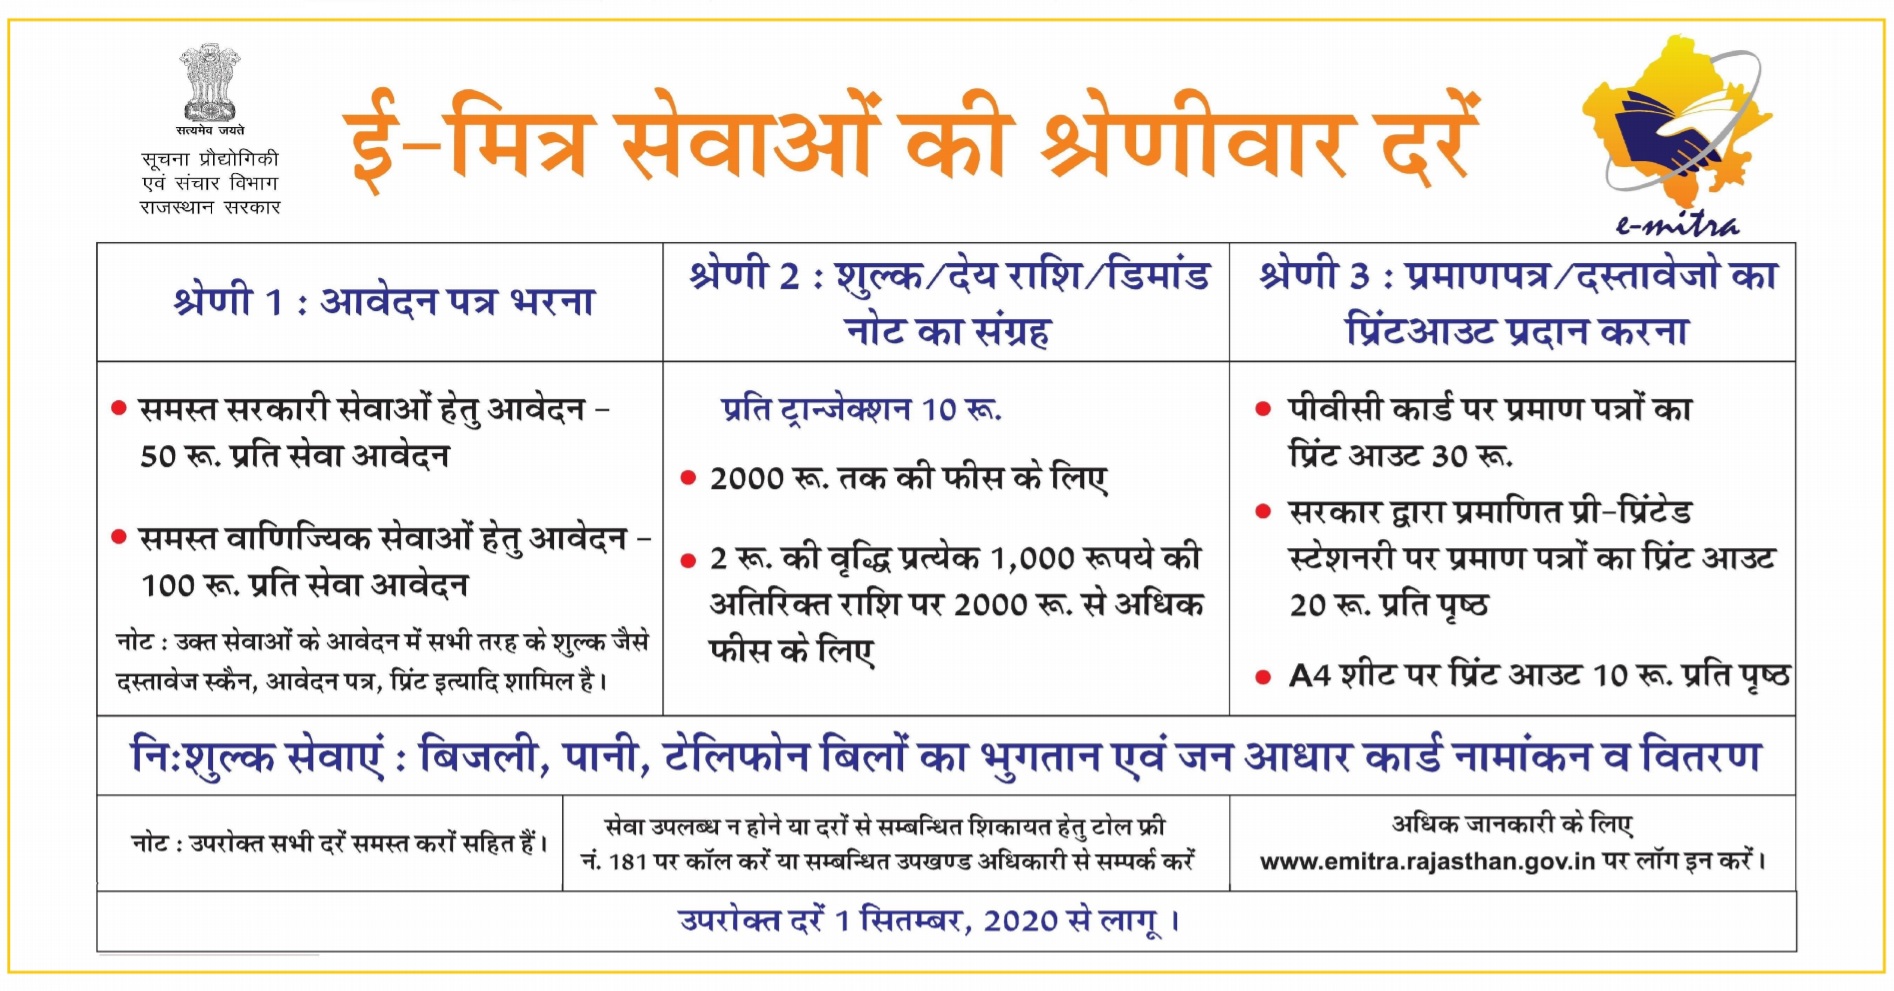 सत्यमेव जयते
सूचना प्रौद्योगिकी
एवं संचार विभाग
राजस्थान सरकार
ई-मित्र सेवाओं की श्रेणीवार दरें
e-mitra
श्रेणी 1 : आवेदन पत्र भरना
समस्त सरकारी सेवाओं हेतु आवेदन -
50 रू. प्रति सेवा आवेदन
समस्त वाणिज्यिक सेवाओं हेतु आवेदन -
100 रू. प्रति सेवा आवेदन
नोट : उक्त सेवाओं के आवेदन में सभी तरह के शुल्क जैसे
दस्तावेज स्कैन, आवेदन पत्र, प्रिंट इत्यादि शामिल है।
श्रेणी 2 : शुल्क/देय राशि/डिमांड
नोट का संग्रह
प्रति ट्रान्जेक्शन 10 रू.
2000 रू. तक की फीस के लिए
2 रू. की वृद्धि प्रत्येक 1,000 रूपये की
अतिरिक्त राशि पर 2000 रू. से अधिक
फीस के लिए
श्रेणी 3 : प्रमाणपत्र/दस्तावेजो का
प्रिंटआउट प्रदान करना
पीवीसी कार्ड पर प्रमाण पत्रों का
प्रिंट आउट 30 रू.
सरकार द्वारा प्रमाणित प्री-प्रिंटेड
स्टेशनरी पर प्रमाण पत्रों का प्रिंट आउट
20 रू. प्रति पृष्ठ
A4 शीट पर प्रिंट आउट 10 रू. प्रति पृष्ठ
नि:शुल्क सेवाएं : बिजली, पानी, टेलिफोन बिलों का भुगतान एवं जन आधार कार्ड नामांकन व वितरण
नोट : उपरोक्त सभी दरें समस्त करों सहित हैं।
सेवा उपलब्ध न होने या दरों से सम्बन्धित शिकायत हेतु टोल फ्री
नं. 181 पर कॉल करें या सम्बन्धित उपखण्ड अधिकारी से सम्पर्क करें
अधिक जानकारी के लिए
www.emitra.rajasthan.gov.in पर लॉग इन करें।
उपरोक्त दरें 1 सितम्बर, 2020 से लागू ।